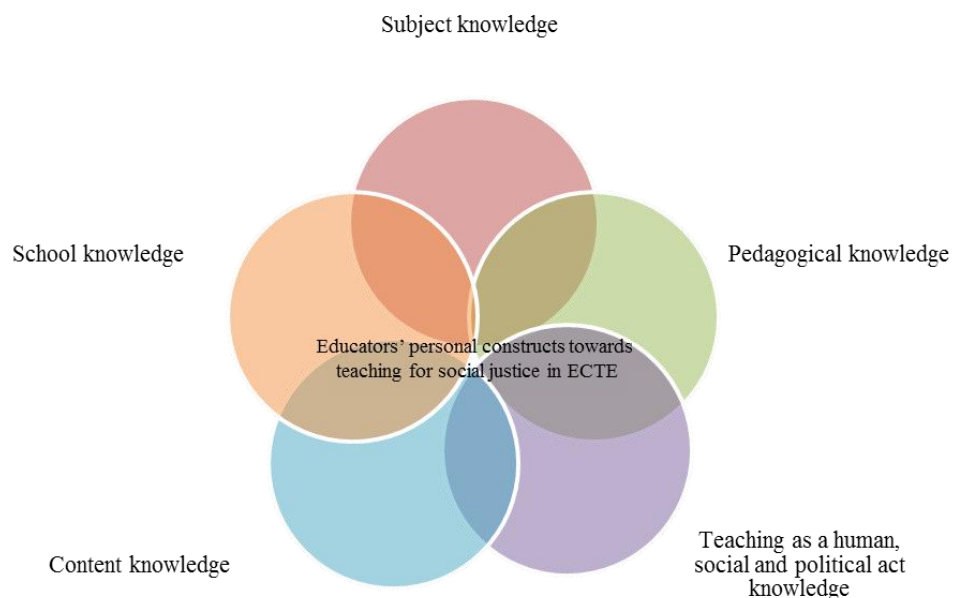 Subject knowledge
School knowledge
Pedagogical knowledge
Educators’ personal constructs towards
teaching for social justice in ECTE
Content knowledge
Teaching as a human,
social and political act
knowledge